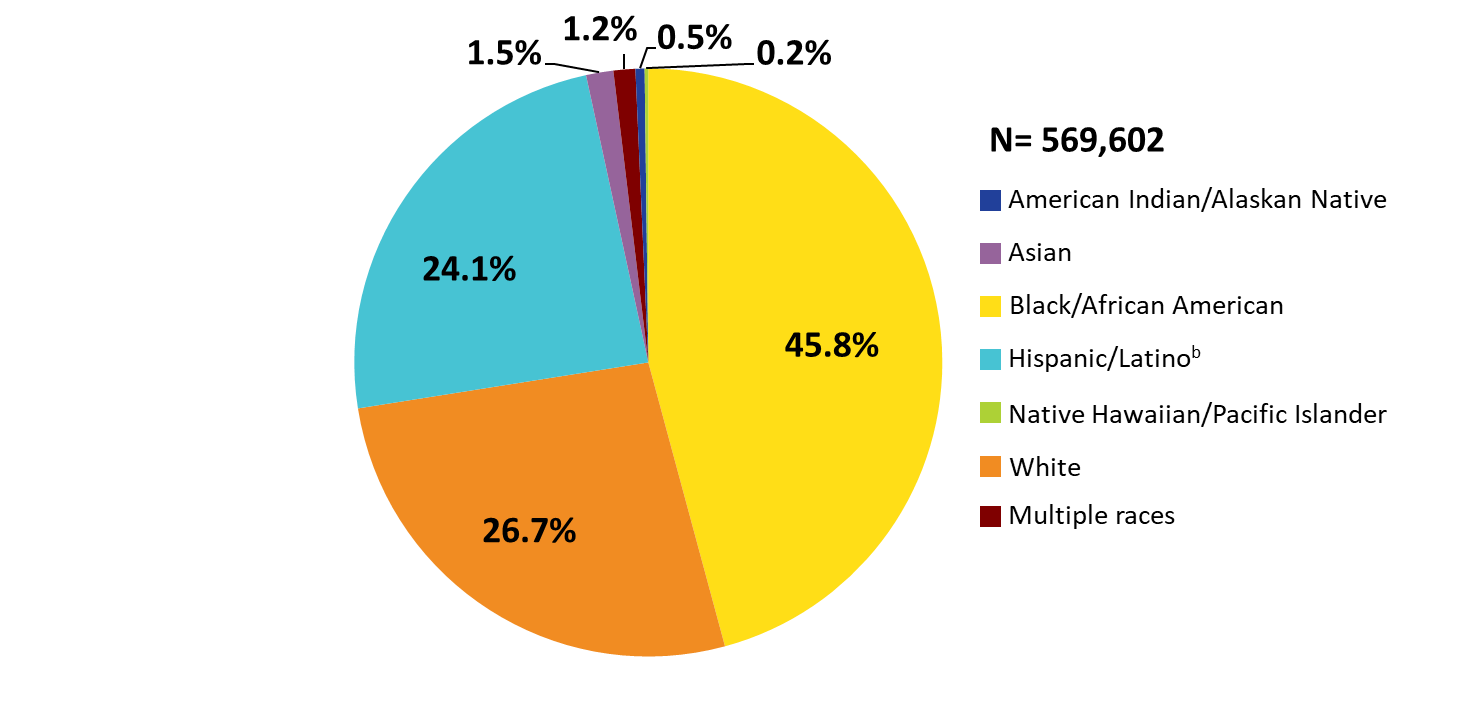 1.2%
0.5%
1.5%
0.2%
24.1%
45.8%
26.7%
N= 569,602
American Indian/Alaskan Native
Asian
Black/African American
Hispanic/Latinoᵇ
Native Hawaiian/Pacific Islander
White
Multiple races